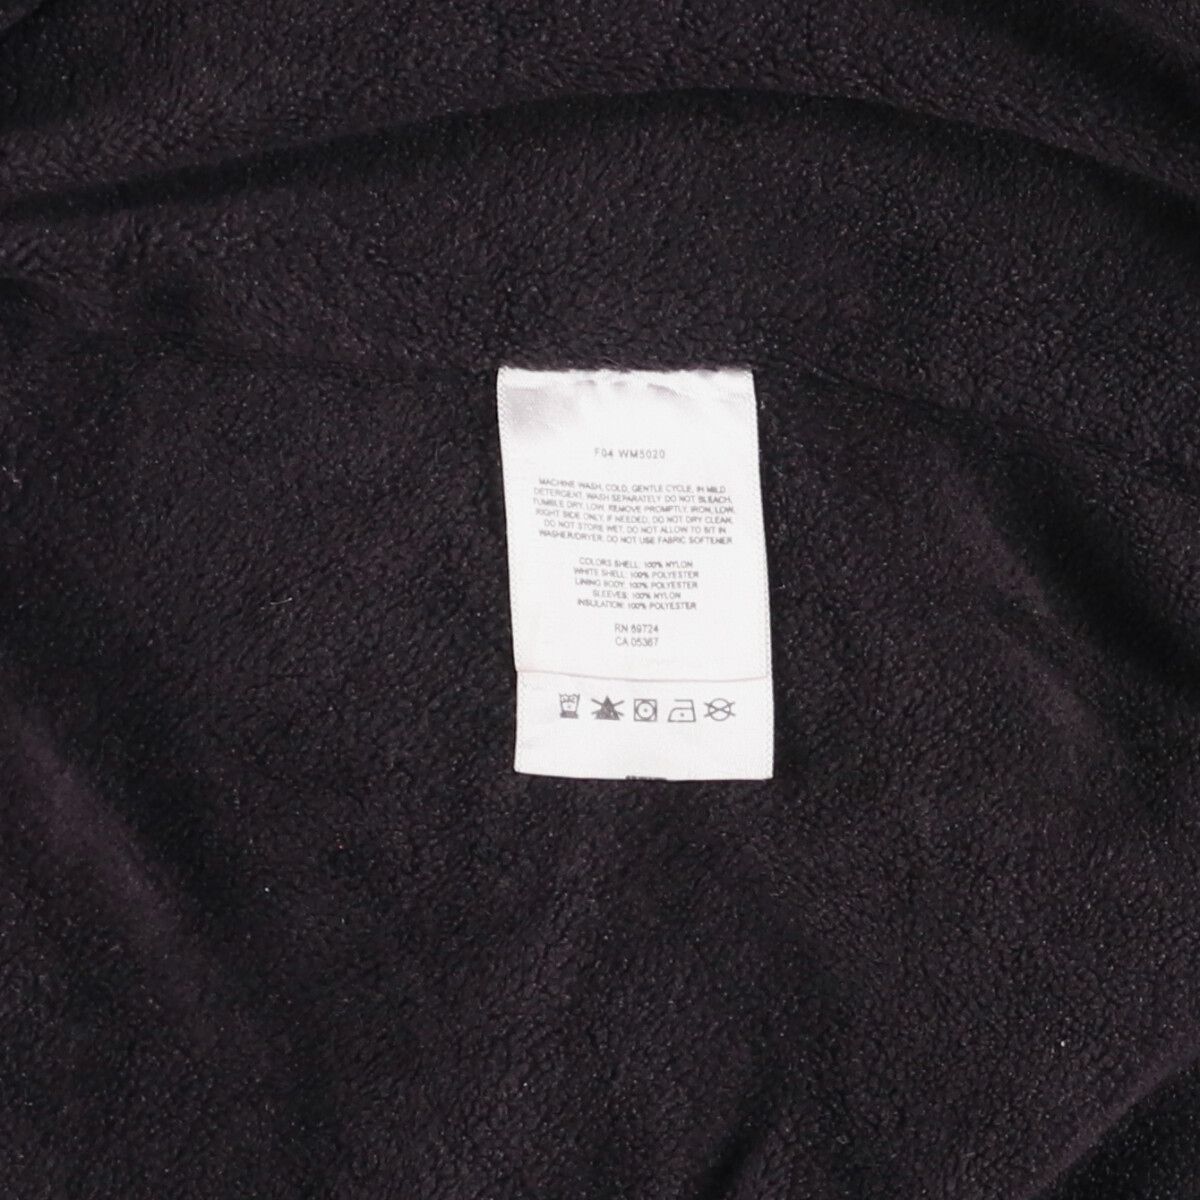 F04 WM5020
MACHINE WASH, COLD, GENTLE CYCLE, IN MILD
DETERGENT. WASH SEPARATELY. DO NOT BLEACH.
TUMBLE DRY, LOW, REMOVE PROMPTLY. IRON, LOW,
RIGHT SIDE ONLY, IF NEEDED. DO NOT DRY CLEAN.
DO NOT STORE WET. DO NOT ALLOW TO SIT IN
WASHER/DRYER. DO NOT USE FABRIC SOFTENER
COLORS SHELL: 100% NYLON
WHITE SHELL: 100% POLYESTER
LINING BODY: 100% POLYESTER
SLEEVES: 100% NYLON
INSULATION: 100% POLYESTER
RN 69724
CA 05367